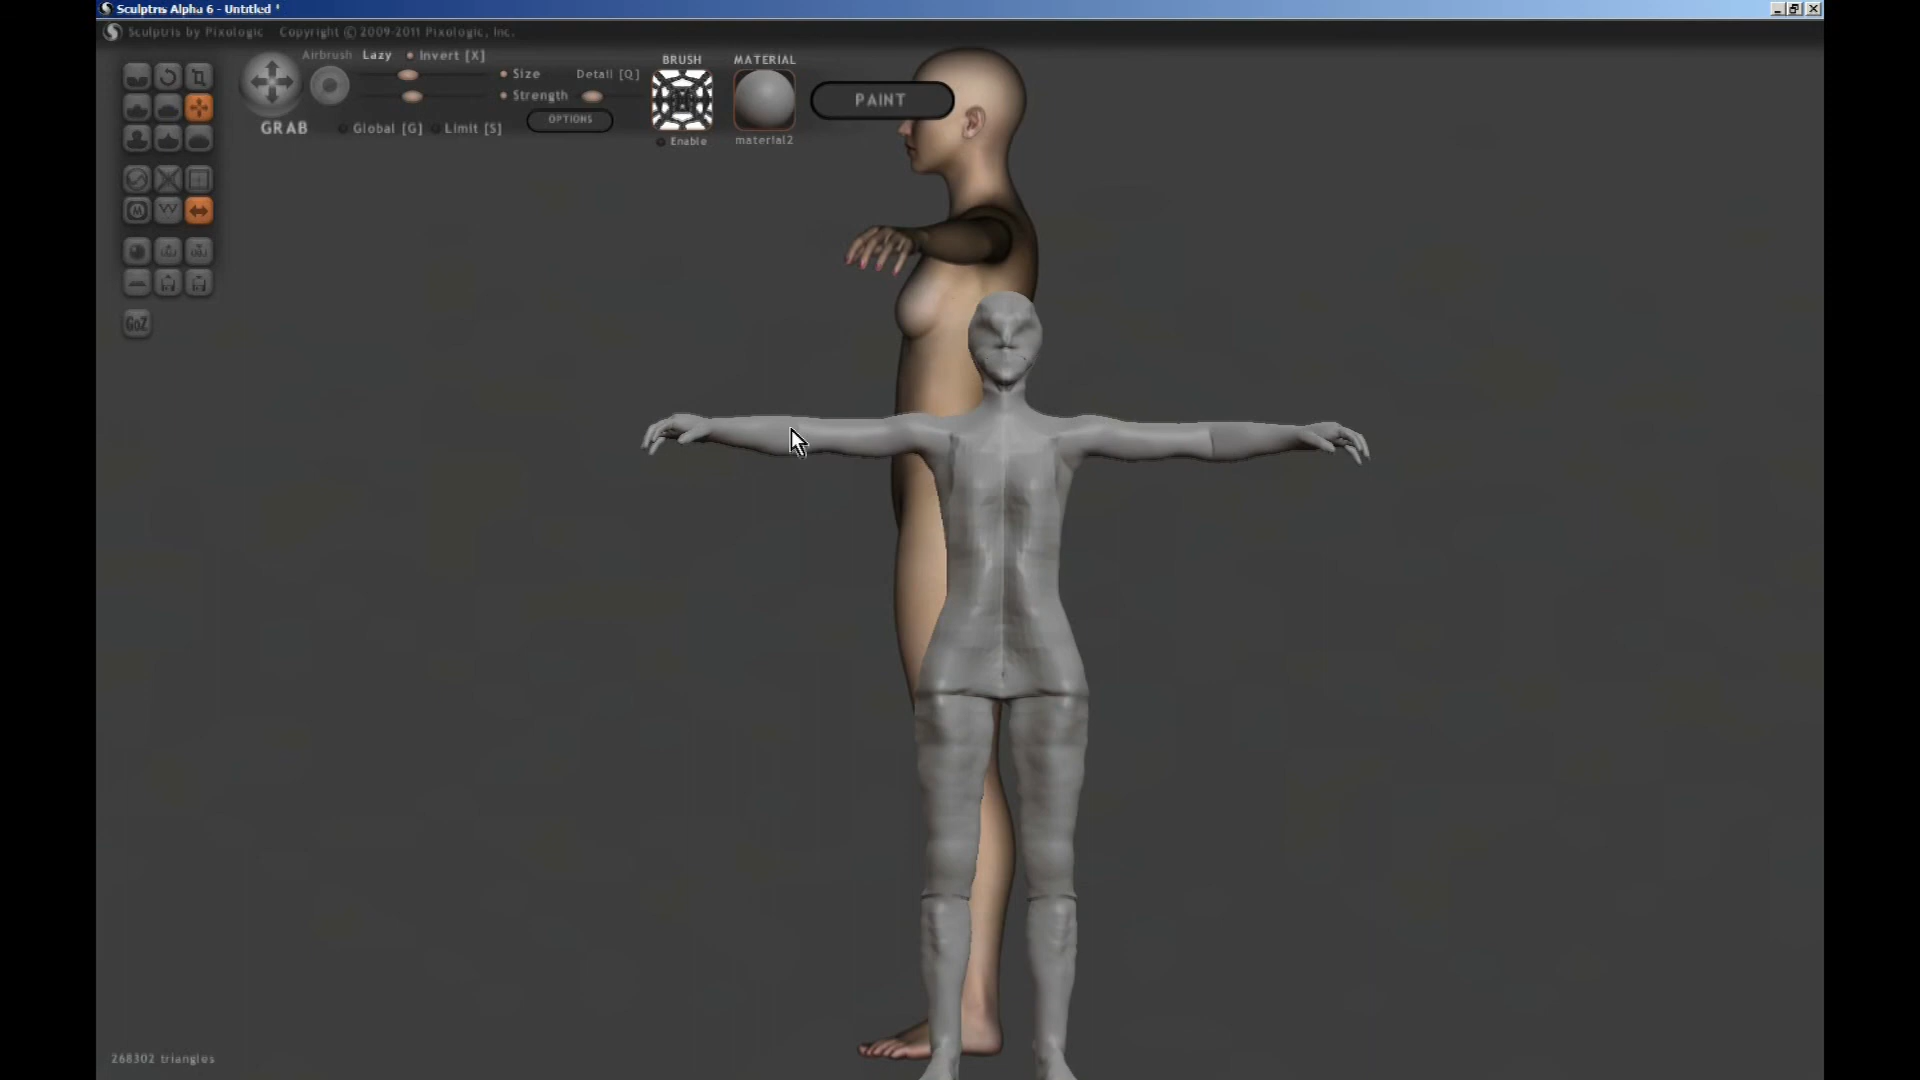 Sculptris Alpha 6 - Untitled *
Sculptris by Pixologic Copyright © 2009-2011 Pixologic, Inc.
Airbrush Lazy Invert [X]
Size Detail [Q]
Strength
GRAB Global [G] Limit [S]
OPTIONS
BRUSH
Enable
MATERIAL
material2
PAINT
GoZ
268302 triangles